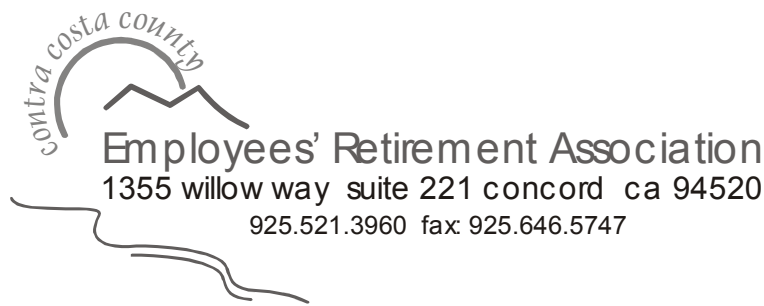 contra costa county
Employees' Retirement Association
1355 willow way suite 221 concord ca 94520
925.521.3960 fax: 925.646.5747